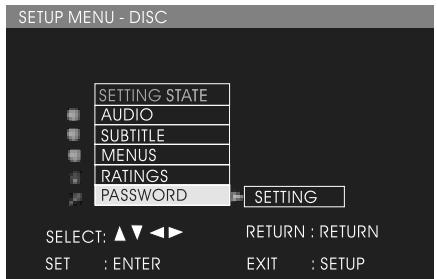 SETUP MENU - DISC
SETTING STATE
AUDIO
SUBTITLE
MENUS
RATINGS
PASSWORD
SETTING
SELECT: ▲ ▼ ◄ ►
RETURN : RETURN
SET : ENTER
EXIT : SETUP